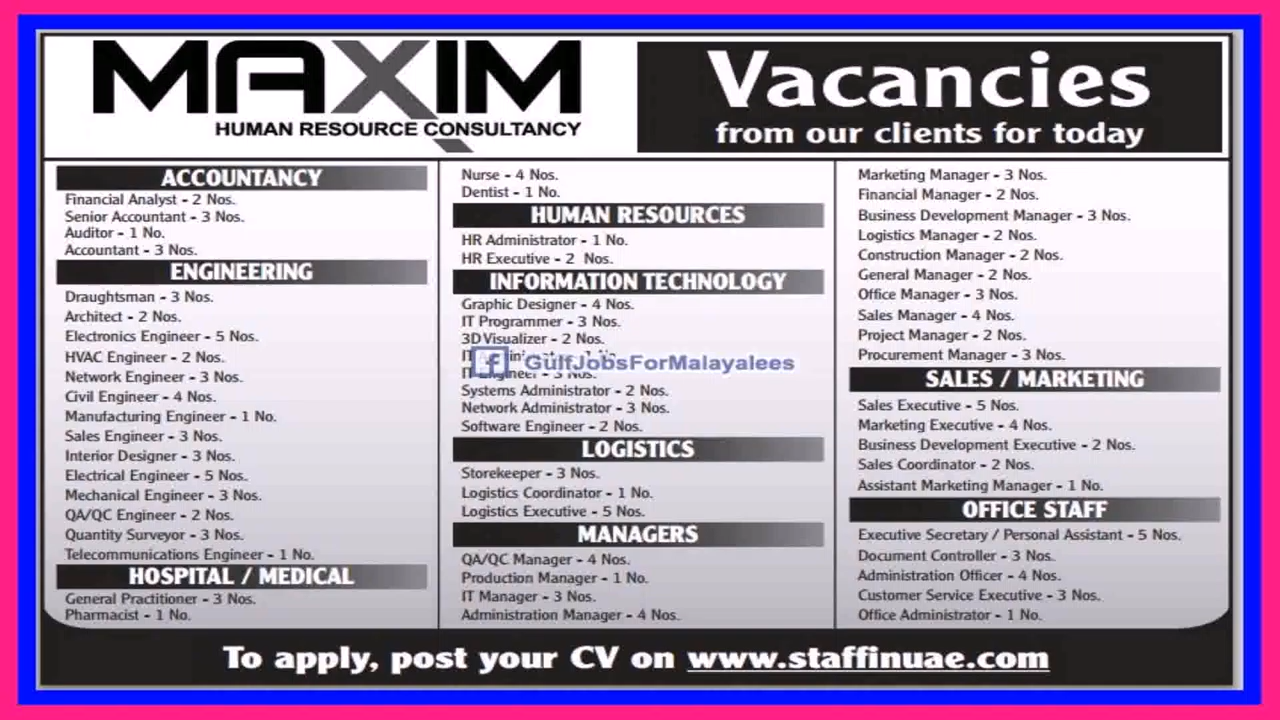 MAXIM
HUMAN RESOURCE CONSULTANCY
Vacancies
from our clients for today
ACCOUNTANCY
Financial Analyst - 2 Nos.
Senior Accountant - 3 Nos.
Auditor - 1 No.
Accountant - 3 Nos.
ENGINEERING
Draughtsman - 3 Nos.
Architect - 2 Nos.
Electronics Engineer - 5 Nos.
HVAC Engineer - 2 Nos.
Network Engineer - 3 Nos.
Civil Engineer - 4 Nos.
Manufacturing Engineer - 1 No.
Sales Engineer - 3 Nos.
Interior Designer - 3 Nos.
Electrical Engineer - 5 Nos.
Mechanical Engineer - 3 Nos.
QA/QC Engineer - 2 Nos.
Quantity Surveyor - 3 Nos.
Telecommunications Engineer - 1 No.
HOSPITAL / MEDICAL
General Practitioner - 3 Nos.
Pharmacist - 1 No.
Nurse - 4 Nos.
Dentist - 1 No.
HUMAN RESOURCES
HR Administrator - 1 No.
HR Executive - 2 Nos.
INFORMATION TECHNOLOGY
Graphic Designer - 4 Nos.
IT Programmer - 3 Nos.
3D Visualizer - 2 Nos.
IT
f GulfJobsForMalayalees
IT Engineer - 3 Nos.
Systems Administrator - 2 Nos.
Network Administrator - 3 Nos.
Software Engineer - 2 Nos.
LOGISTICS
Storekeeper - 3 Nos.
Logistics Coordinator - 1 No.
Logistics Executive - 5 Nos.
MANAGERS
QA/QC Manager - 4 Nos.
Production Manager - 1 No.
IT Manager - 3 Nos.
Administration Manager - 4 Nos.
Marketing Manager - 3 Nos.
Financial Manager - 2 Nos.
Business Development Manager - 3 Nos.
Logistics Manager - 2 Nos.
Construction Manager - 2 Nos.
General Manager - 2 Nos.
Office Manager - 3 Nos.
Sales Manager - 4 Nos.
Project Manager - 2 Nos.
Procurement Manager - 3 Nos.
SALES / MARKETING
Sales Executive - 5 Nos.
Marketing Executive - 4 Nos.
Business Development Executive - 2 Nos.
Sales Coordinator - 2 Nos.
Assistant Marketing Manager - 1 No.
OFFICE STAFF
Executive Secretary / Personal Assistant - 5 Nos.
Document Controller - 3 Nos.
Administration Officer - 4 Nos.
Customer Service Executive - 3 Nos.
Office Administrator - 1 No.
To apply, post your CV on www.staffinuae.com